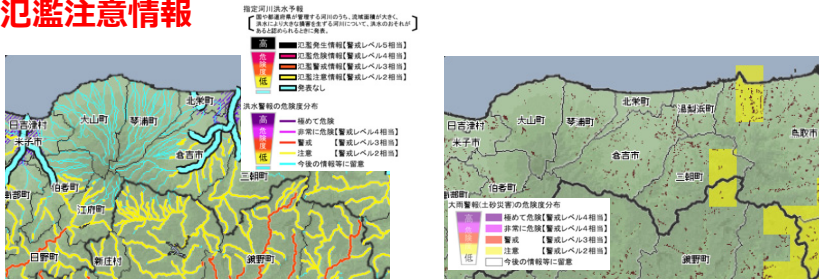 氾濫注意情報
指定河川洪水予報
国や都道府県が管理する河川のうち、流域面積が大きく、
洪水により大きな損害を生ずる河川について、洪水のおそれが
あると認められるときに発表。
高
危険度
低
氾濫発生情報【警戒レベル5相当】
氾濫危険情報【警戒レベル4相当】
氾濫警戒情報【警戒レベル3相当】
氾濫注意情報【警戒レベル2相当】
発表なし
洪水警報の危険度分布
高
危険度
低
極めて危険
非常に危険【警戒レベル4相当】
警戒 【警戒レベル3相当】
注意 【警戒レベル2相当】
今後の情報等に留意
日吉津村
米子市
大山町
琴浦町
北栄町
倉吉市
三朝町
南部町
伯耆町
江府町
日野町
新庄村
鏡野町
日吉津村
米子市
大山町
琴浦町
北栄町
湯梨浜町
鳥取市
倉吉市
三朝町
南部町
伯耆町
鏡野町
大雨警報(土砂災害)の危険度分布
高
危険度
低
極めて危険【警戒レベル4相当】
非常に危険【警戒レベル4相当】
警戒 【警戒レベル3相当】
注意 【警戒レベル2相当】
今後の情報等に留意